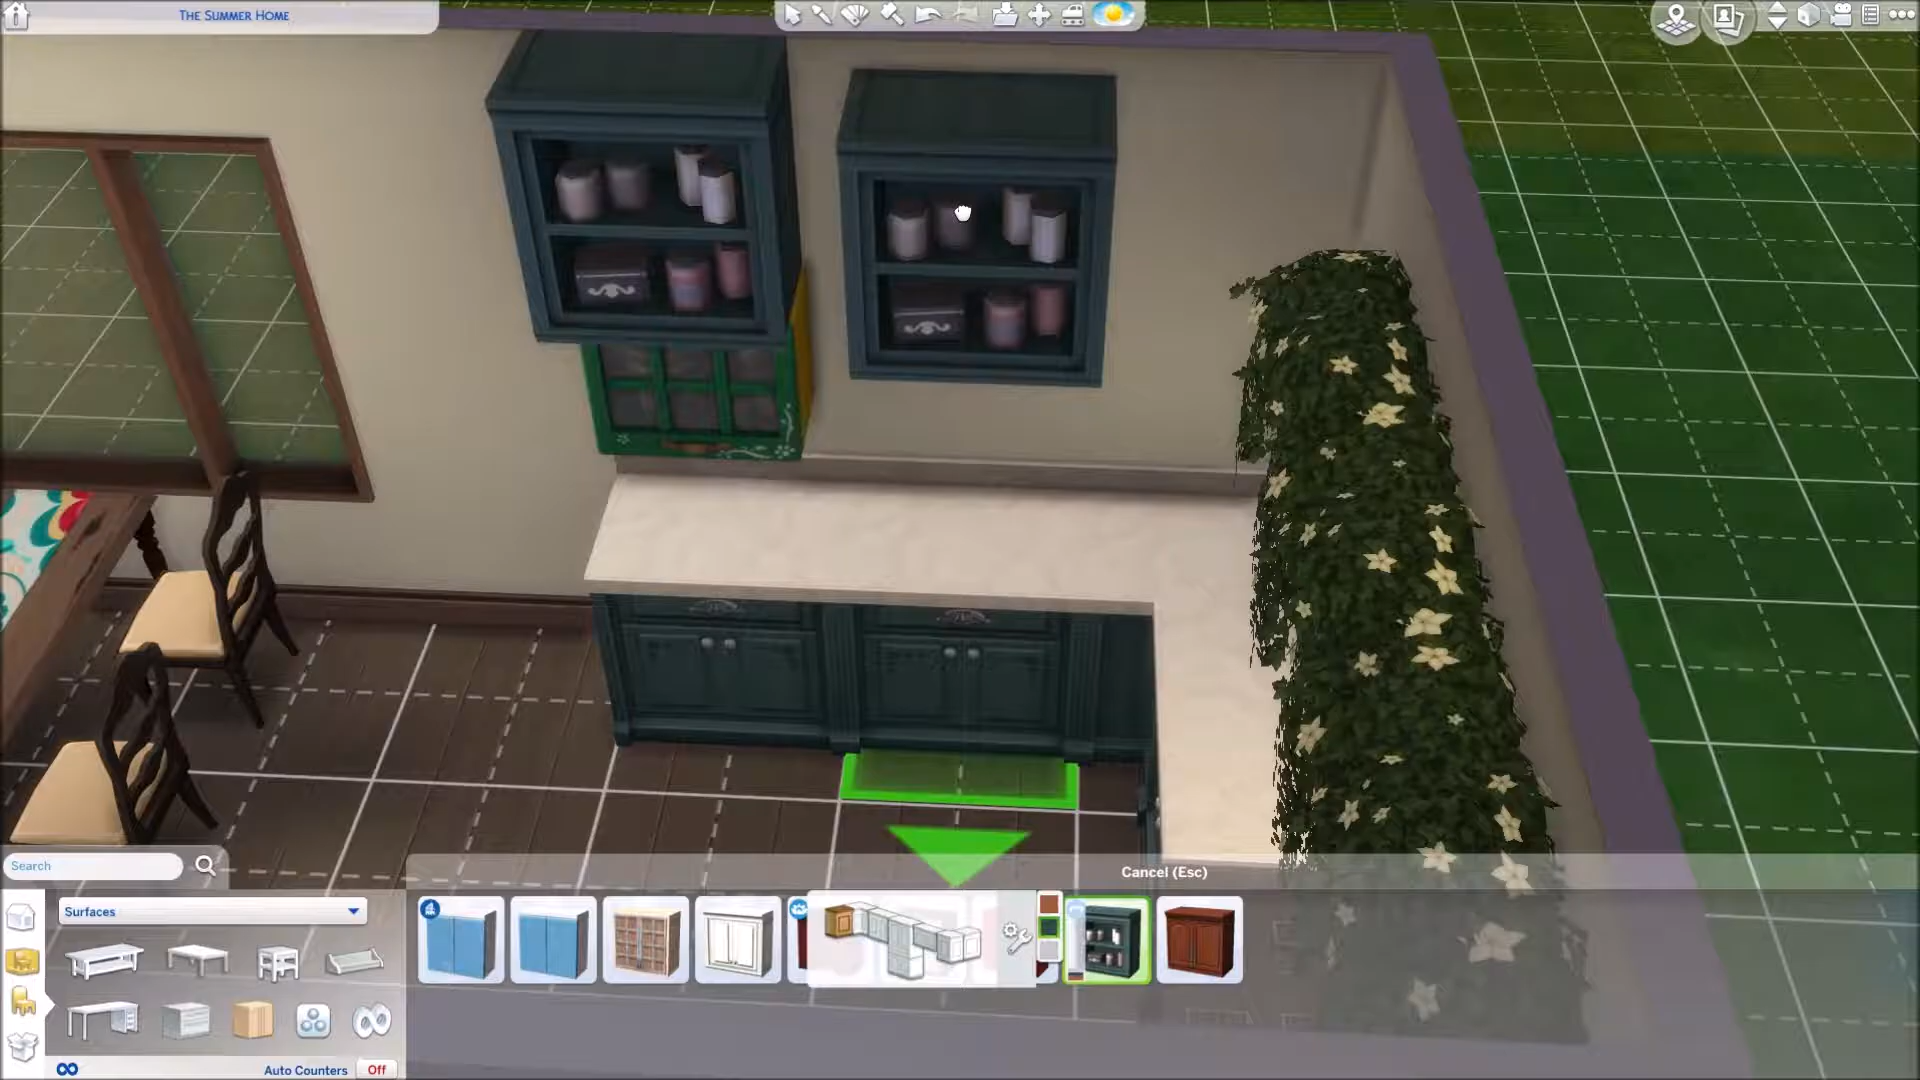 THE SUMMER HOME
Cancel (Esc)
Search
Surfaces
Auto Counters
Off